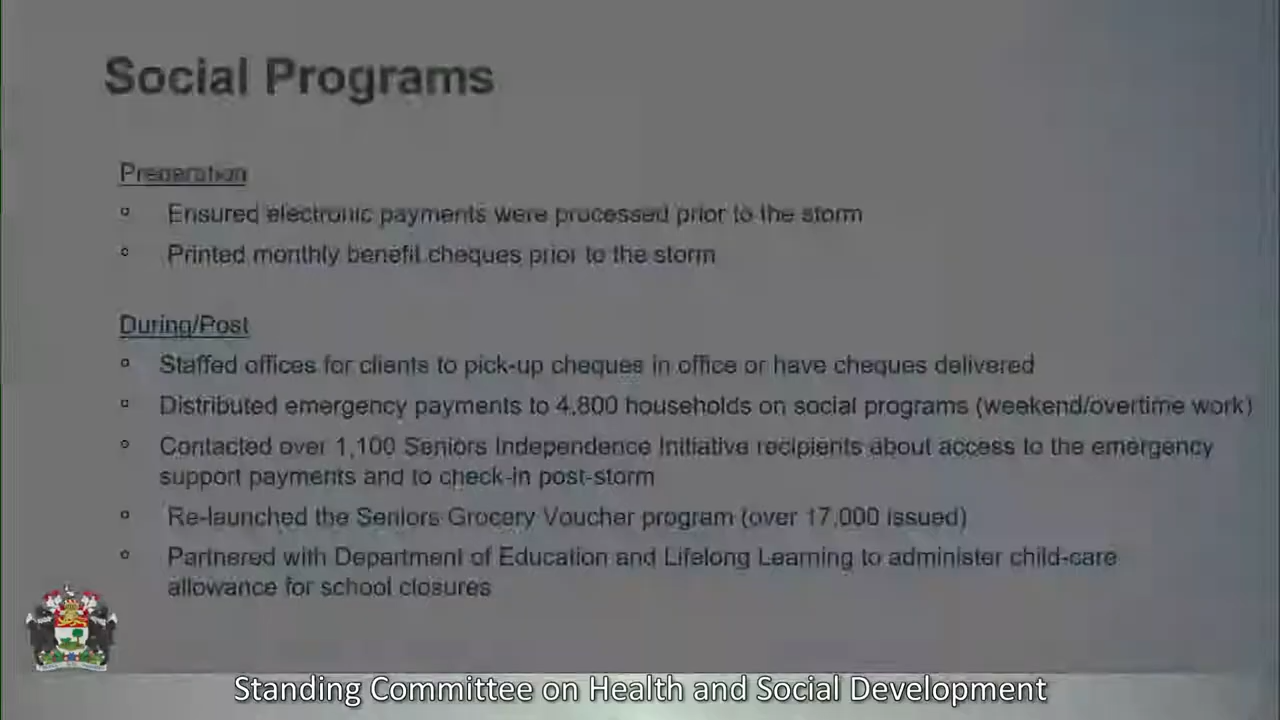 Social Programs
Preparation
▫ Ensured electronic payments were processed prior to the storm
▫ Printed monthly benefit cheques prior to the storm
During/Post
▫ Staffed offices for clients to pick-up cheques in office or have cheques delivered
▫ Distributed emergency payments to 4,800 households on social programs (weekend/overtime work)
▫ Contacted over 1,100 Seniors Independence Initiative recipients about access to the emergency
support payments and to check-in post-storm
▫ Re-launched the Seniors Grocery Voucher program (over 17,000 issued)
▫ Partnered with Department of Education and Lifelong Learning to administer child-care
allowance for school closures
Standing Committee on Health and Social Development